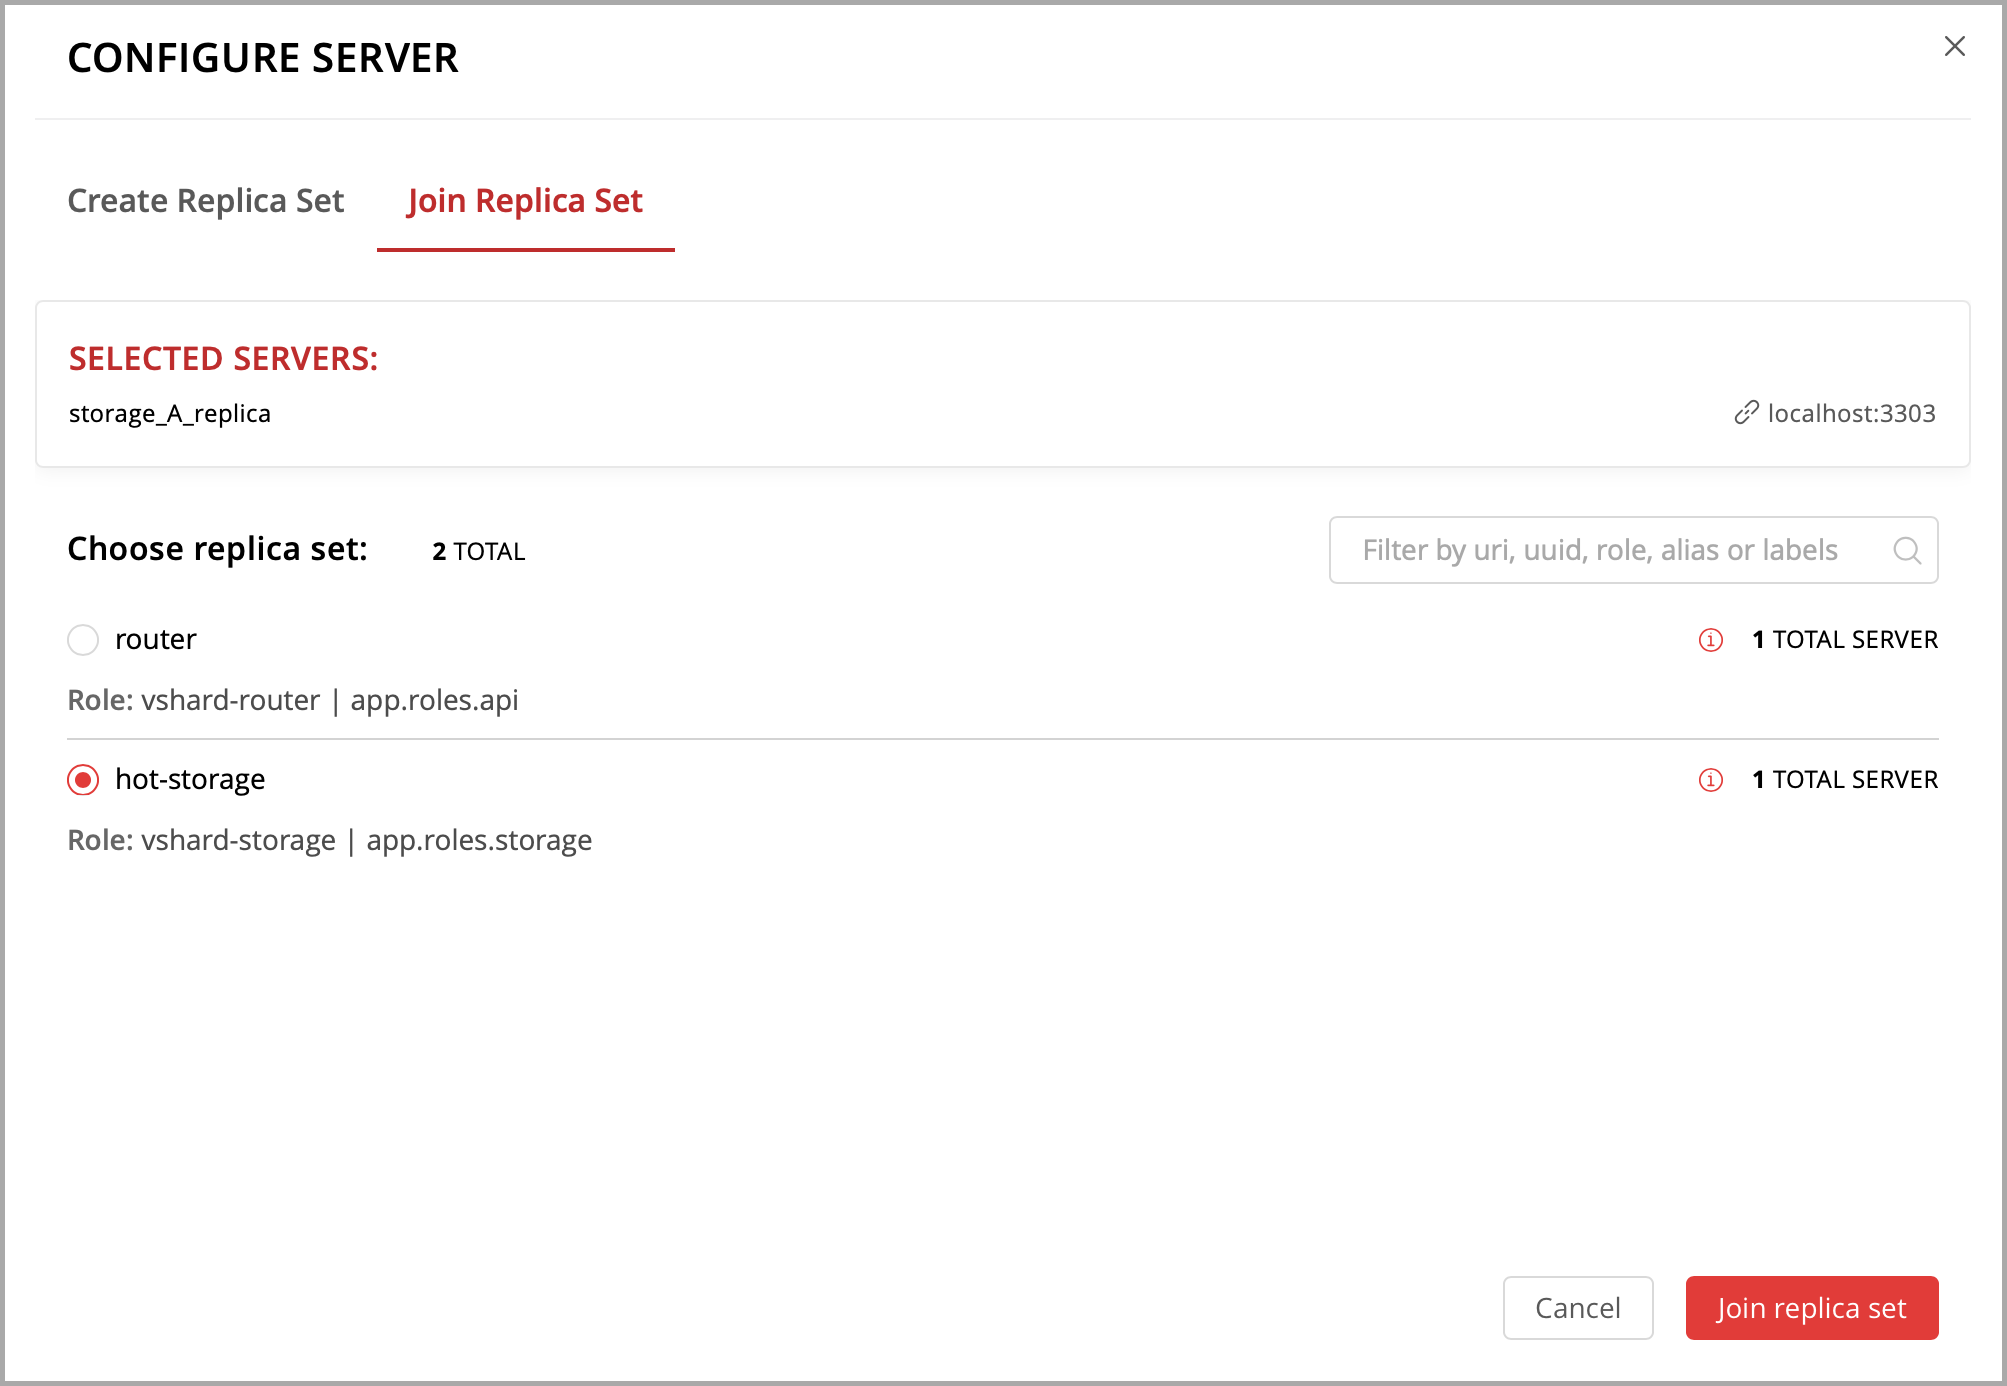 CONFIGURE SERVER
Create Replica Set Join Replica Set
SELECTED SERVERS:
storage_A_replica localhost:3303
Choose replica set: 2 TOTAL Filter by uri, uuid, role, alias or labels
router 1 TOTAL SERVER
Role: vshard-router | app.roles.api
hot-storage 1 TOTAL SERVER
Role: vshard-storage | app.roles.storage
Cancel Join replica set